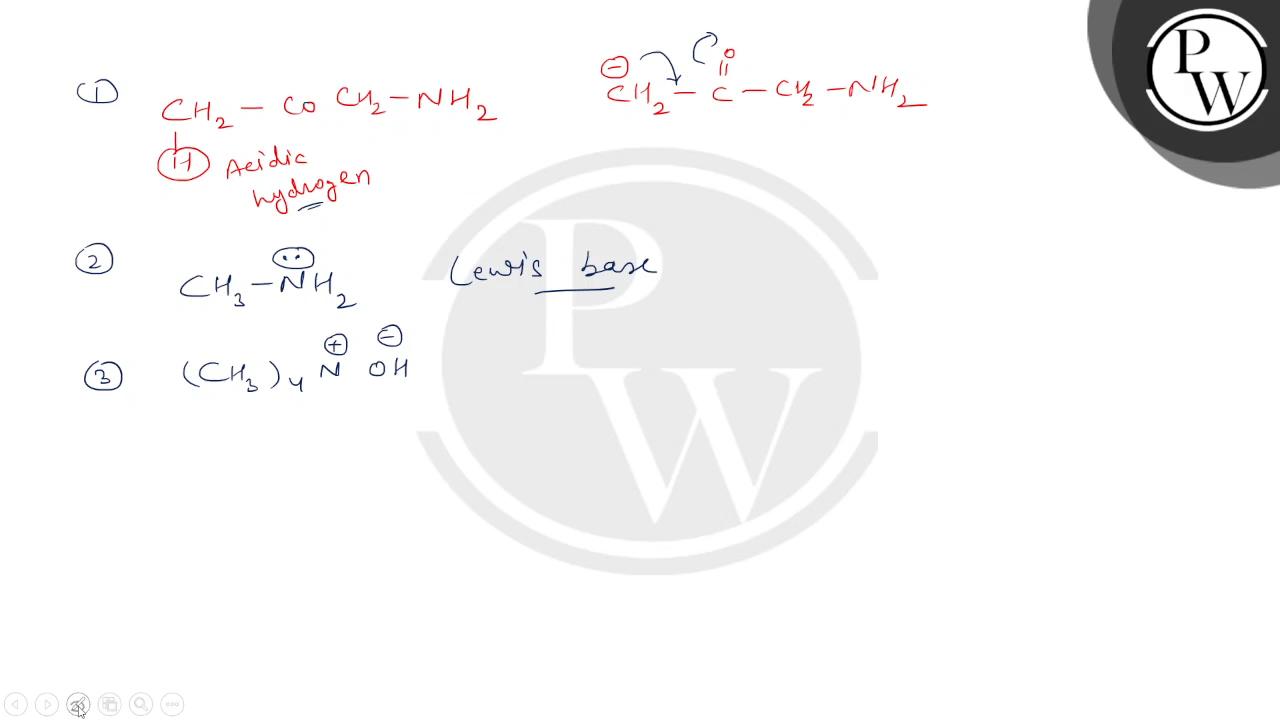 ① CH₂ – CO CH₂ – NH₂
H Acidic
hydrogen
⊖ O
CH₂ – C – CH₂ – NH₂
② CH₃ – NH₂ Lewis base
③ (CH₃)₄ N⊕ OH⊖
P
W
P
W